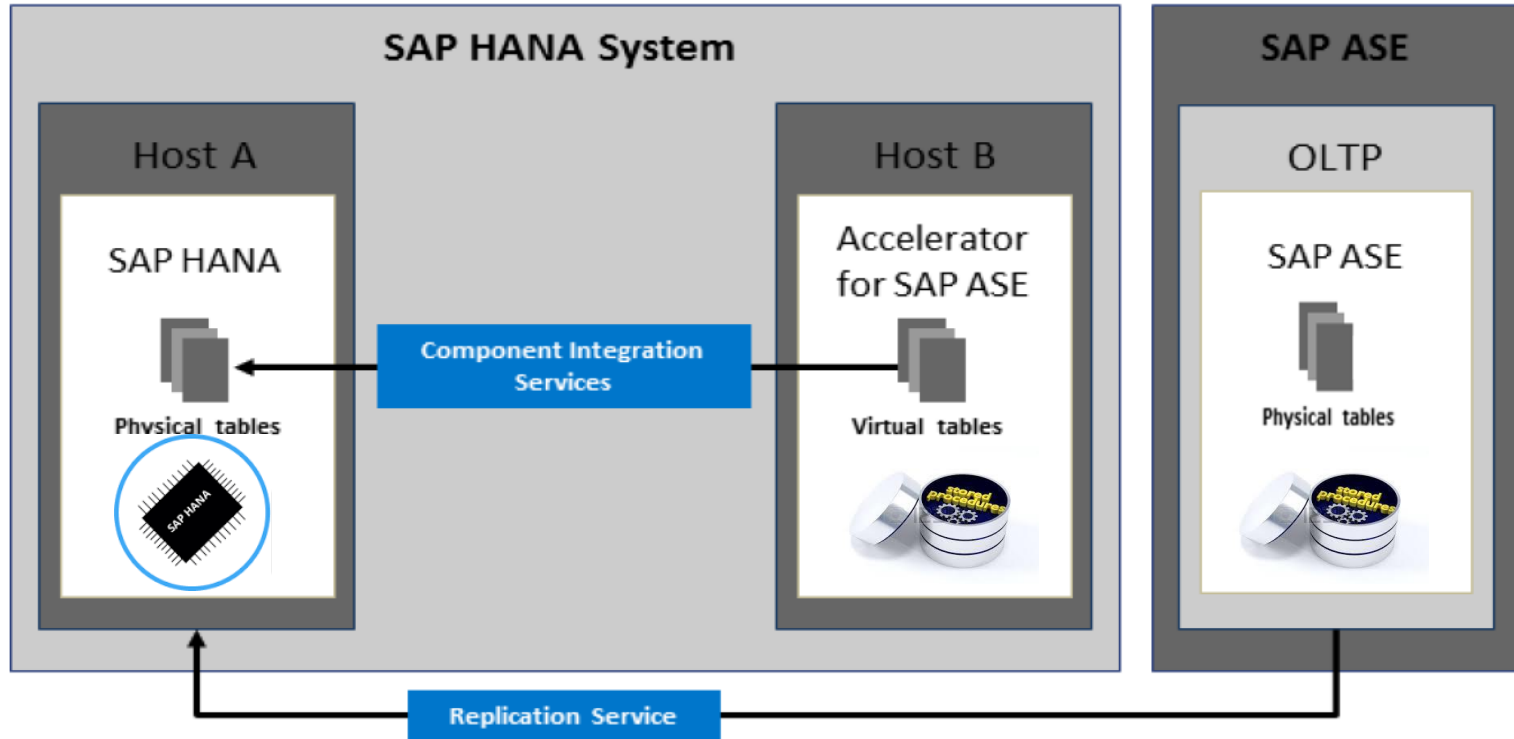 SAP HANA System
SAP ASE
Host A
Host B
OLTP
SAP HANA
Accelerator
for SAP ASE
SAP ASE
Component Integration
Services
Physical tables
Virtual tables
Physical tables
SAP HANA
stored
procedures
stored
procedures
Replication Service